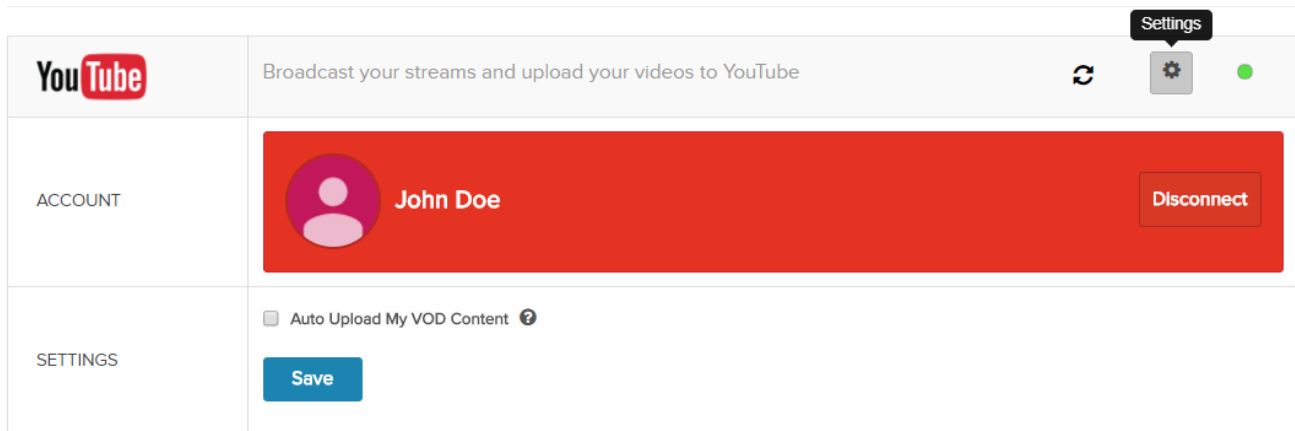 Settings
YouTube
Broadcast your streams and upload your videos to YouTube
ACCOUNT
John Doe
Disconnect
Auto Upload My VOD Content
SETTINGS
Save